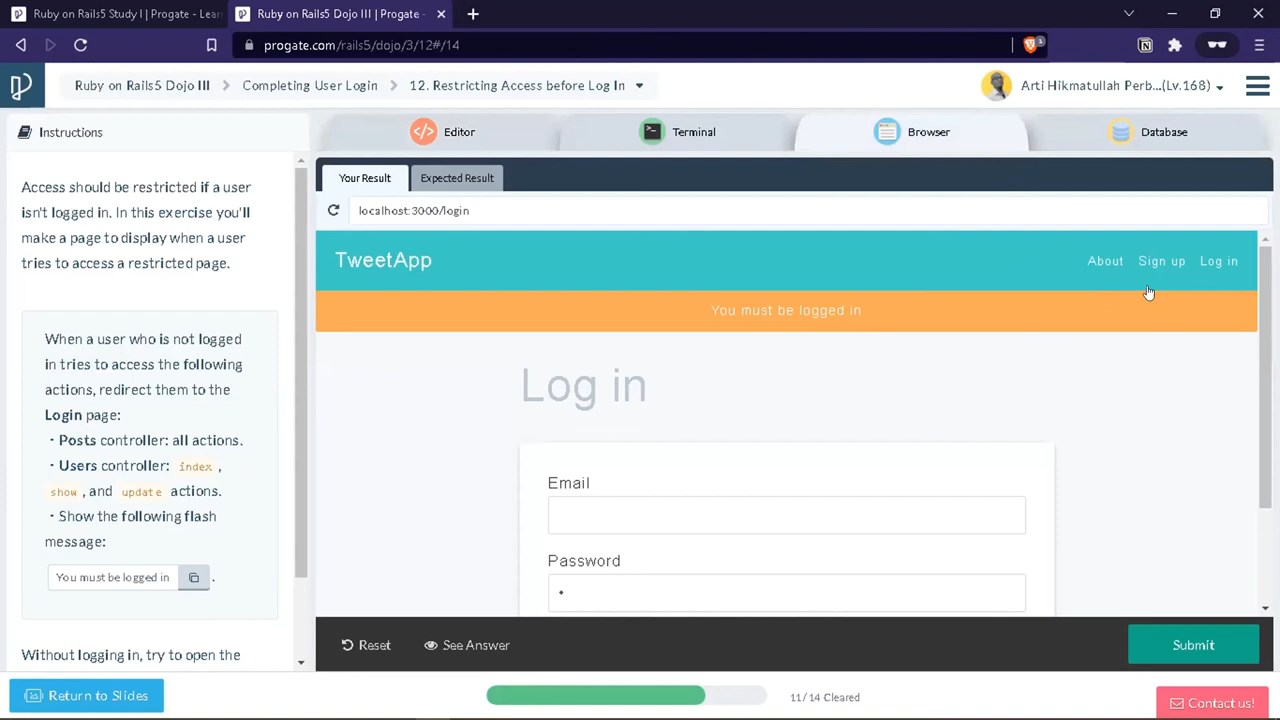 Ruby on Rails5 Study I | Progate - Lear
Ruby on Rails5 Dojo III | Progate -
progate.com/rails5/dojo/3/12#/14
Ruby on Rails5 Dojo III
Completing User Login
12. Restricting Access before Log In
Arti Hikmatullah Perb...(Lv.168)
Instructions
Editor
Terminal
Browser
Database
Access should be restricted if a user
isn't logged in. In this exercise you'll
make a page to display when a user
tries to access a restricted page.
When a user who is not logged
in tries to access the following
actions, redirect them to the
Login page:
・Posts controller: all actions.
・Users controller: index ,
show , and update actions.
・Show the following flash
message:
You must be logged in .
Without logging in, try to open the
Your Result
Expected Result
localhost:3000/login
TweetApp
About
Sign up
Log in
You must be logged in
Log in
Email
Password
•
Reset
See Answer
Submit
Return to Slides
11/14 Cleared
Contact us!